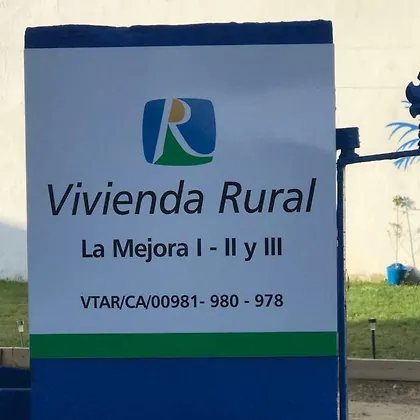 R
Vivienda Rural
La Mejora I - II y III
VTAR/CA/00981- 980 - 978